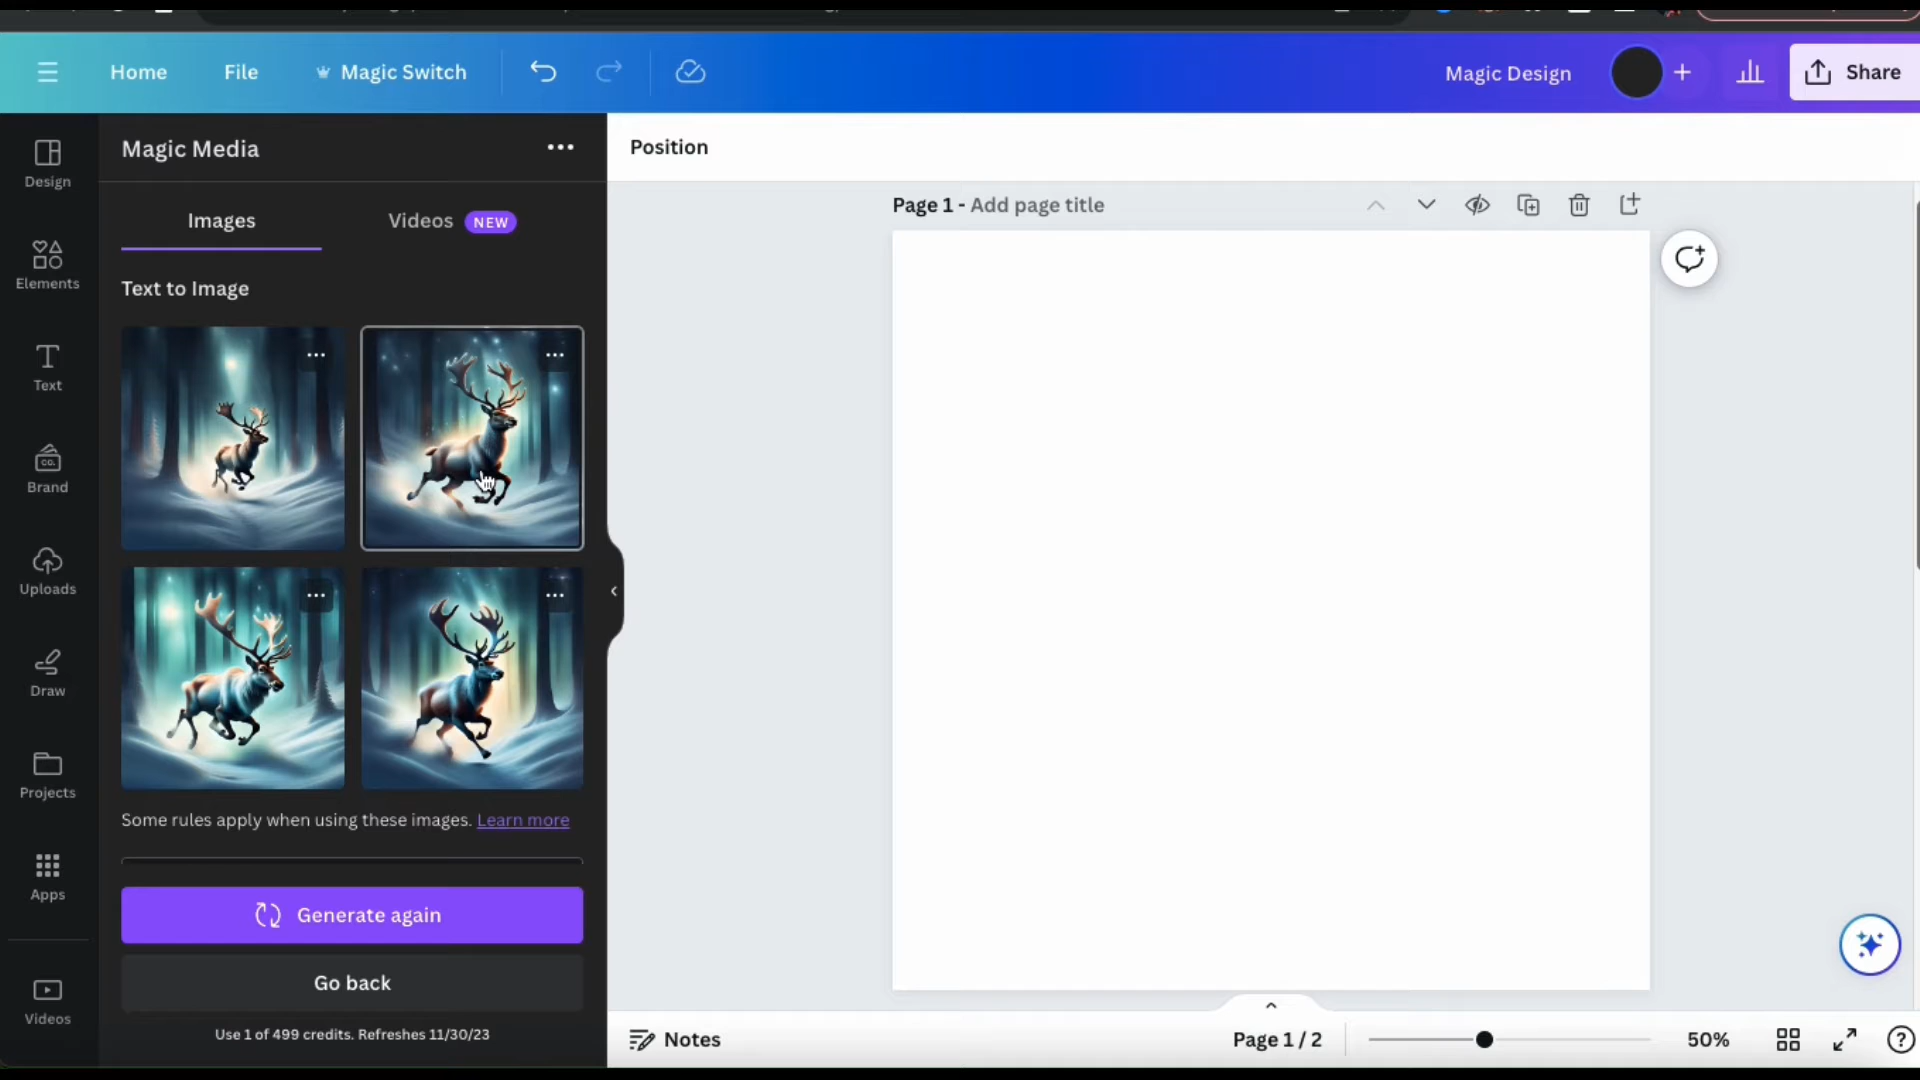 Home File Magic Switch Magic Design Share
Magic Media
Position
Design
Images Videos NEW
Page 1 - Add page title
Elements
Text to Image
Text
CO.
Brand
Uploads
Draw
Projects
Some rules apply when using these images. Learn more
Apps
Generate again
Go back
Videos
Use 1 of 499 credits. Refreshes 11/30/23
Notes Page 1 / 2 50%